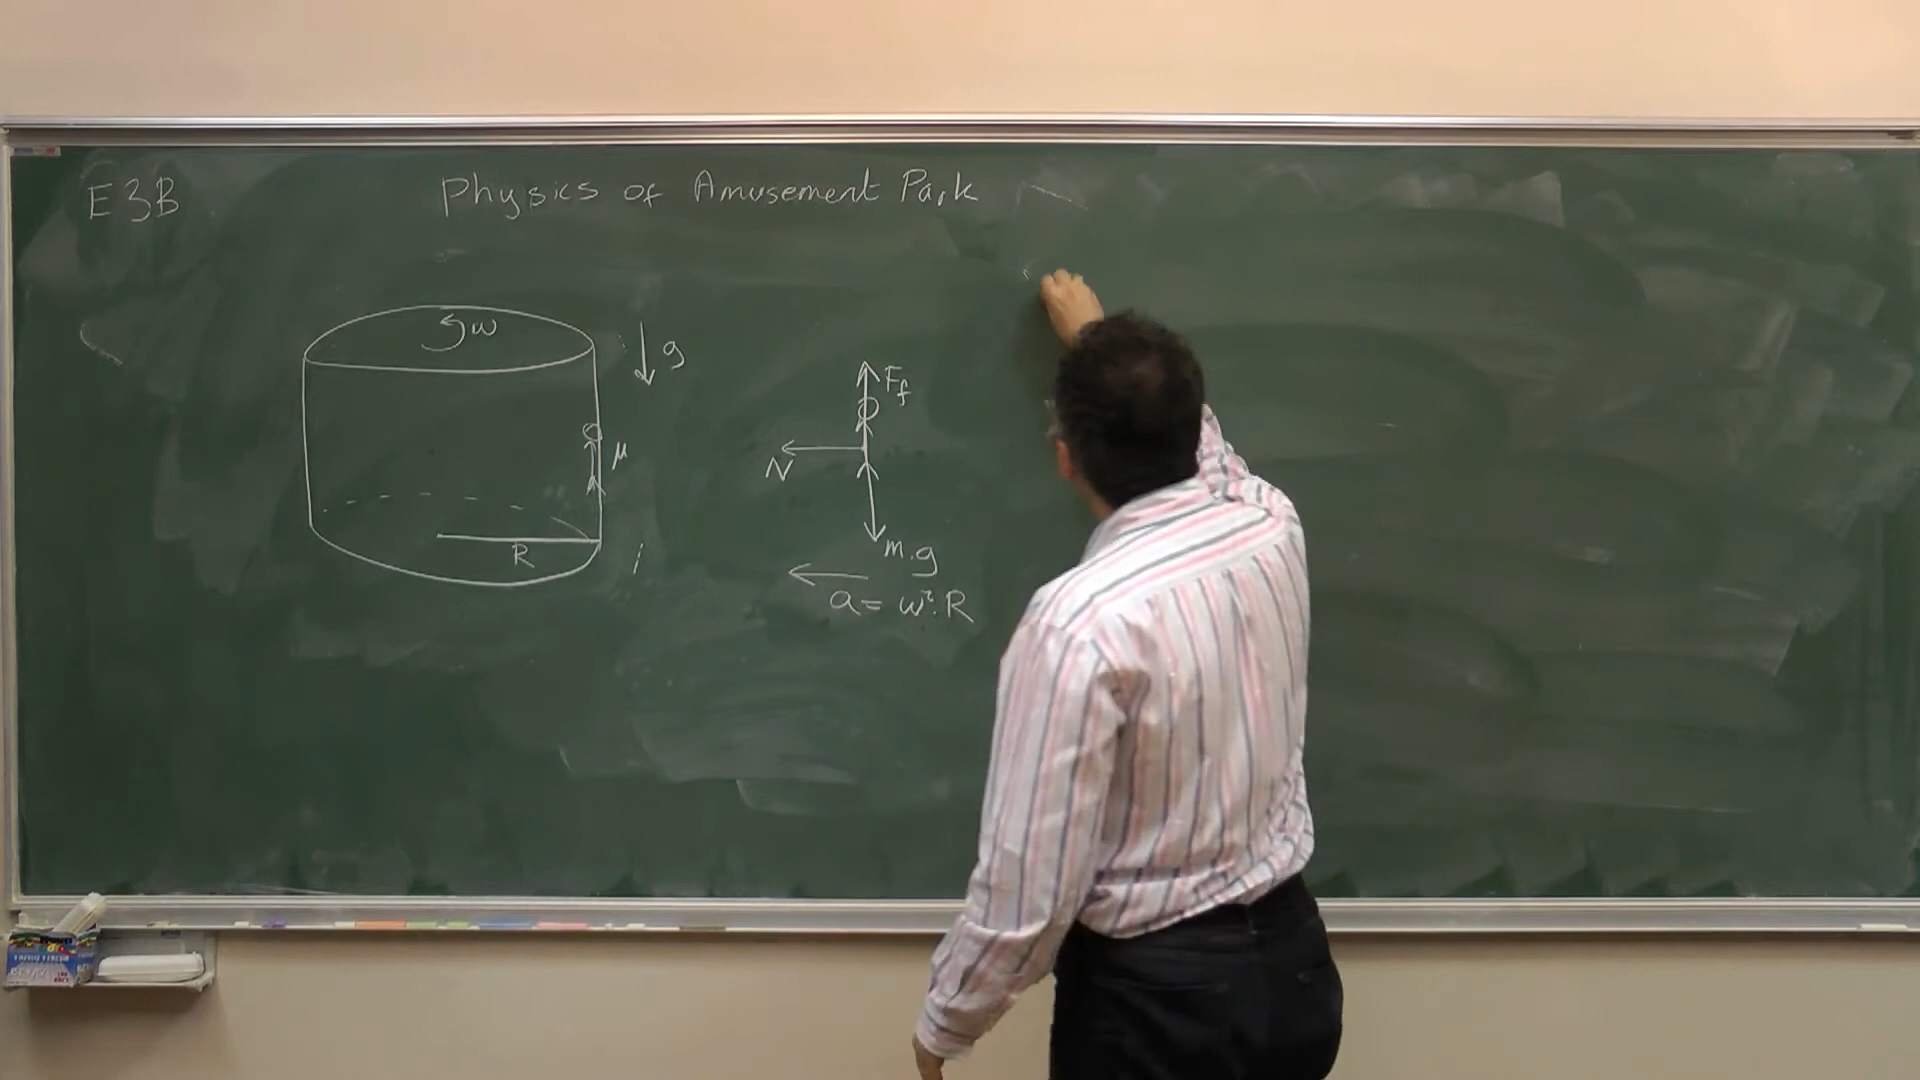 E3B
Physics of Amusement Park
ω
g
μ
R
F_f
N
m.g
a = ω².R